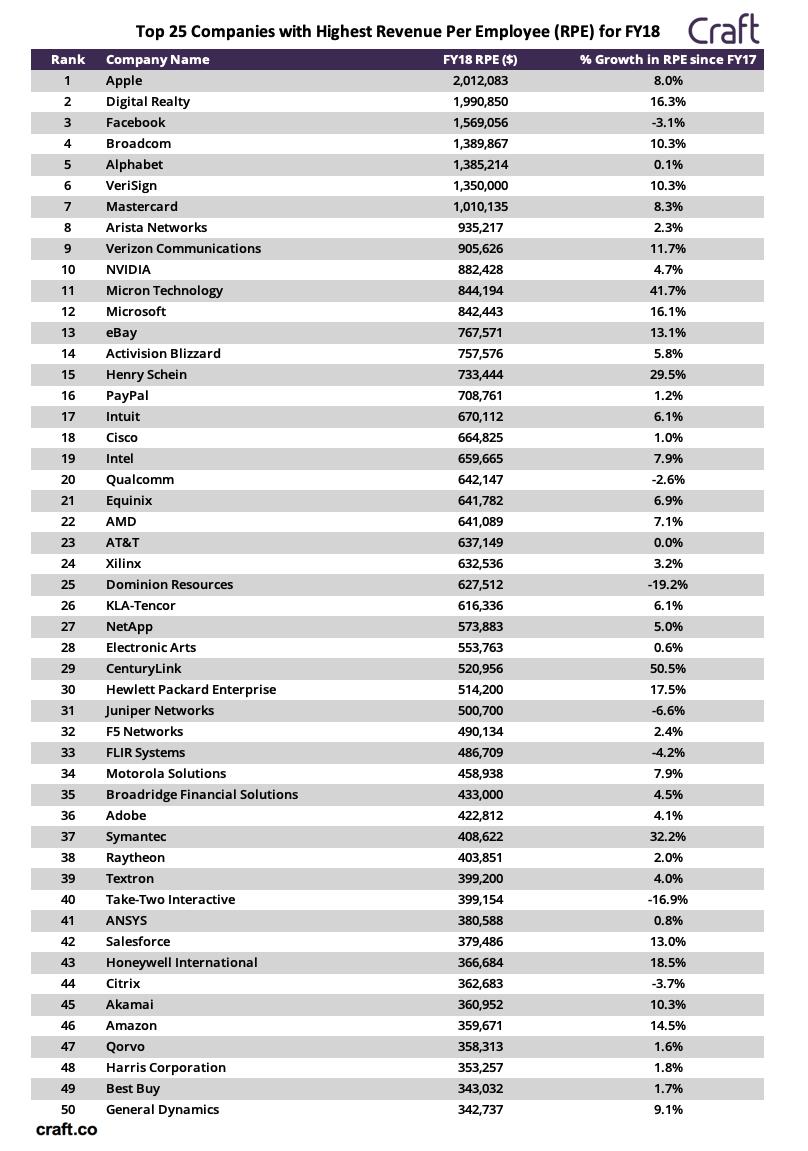 Top 25 Companies with Highest Revenue Per Employee (RPE) for FY18 Craft
Rank Company Name FY18 RPE ($) % Growth in RPE since FY17
1 Apple 2,012,083 8.0%
2 Digital Realty 1,990,850 16.3%
3 Facebook 1,569,056 -3.1%
4 Broadcom 1,389,867 10.3%
5 Alphabet 1,385,214 0.1%
6 VeriSign 1,350,000 10.3%
7 Mastercard 1,010,135 8.3%
8 Arista Networks 935,217 2.3%
9 Verizon Communications 905,626 11.7%
10 NVIDIA 882,428 4.7%
11 Micron Technology 844,194 41.7%
12 Microsoft 842,443 16.1%
13 eBay 767,571 13.1%
14 Activision Blizzard 757,576 5.8%
15 Henry Schein 733,444 29.5%
16 PayPal 708,761 1.2%
17 Intuit 670,112 6.1%
18 Cisco 664,825 1.0%
19 Intel 659,665 7.9%
20 Qualcomm 642,147 -2.6%
21 Equinix 641,782 6.9%
22 AMD 641,089 7.1%
23 AT&T 637,149 0.0%
24 Xilinx 632,536 3.2%
25 Dominion Resources 627,512 -19.2%
26 KLA-Tencor 616,336 6.1%
27 NetApp 573,883 5.0%
28 Electronic Arts 553,763 0.6%
29 CenturyLink 520,956 50.5%
30 Hewlett Packard Enterprise 514,200 17.5%
31 Juniper Networks 500,700 -6.6%
32 F5 Networks 490,134 2.4%
33 FLIR Systems 486,709 -4.2%
34 Motorola Solutions 458,938 7.9%
35 Broadridge Financial Solutions 433,000 4.5%
36 Adobe 422,812 4.1%
37 Symantec 408,622 32.2%
38 Raytheon 403,851 2.0%
39 Textron 399,200 4.0%
40 Take-Two Interactive 399,154 -16.9%
41 ANSYS 380,588 0.8%
42 Salesforce 379,486 13.0%
43 Honeywell International 366,684 18.5%
44 Citrix 362,683 -3.7%
45 Akamai 360,952 10.3%
46 Amazon 359,671 14.5%
47 Qorvo 358,313 1.6%
48 Harris Corporation 353,257 1.8%
49 Best Buy 343,032 1.7%
50 General Dynamics 342,737 9.1%
craft.co